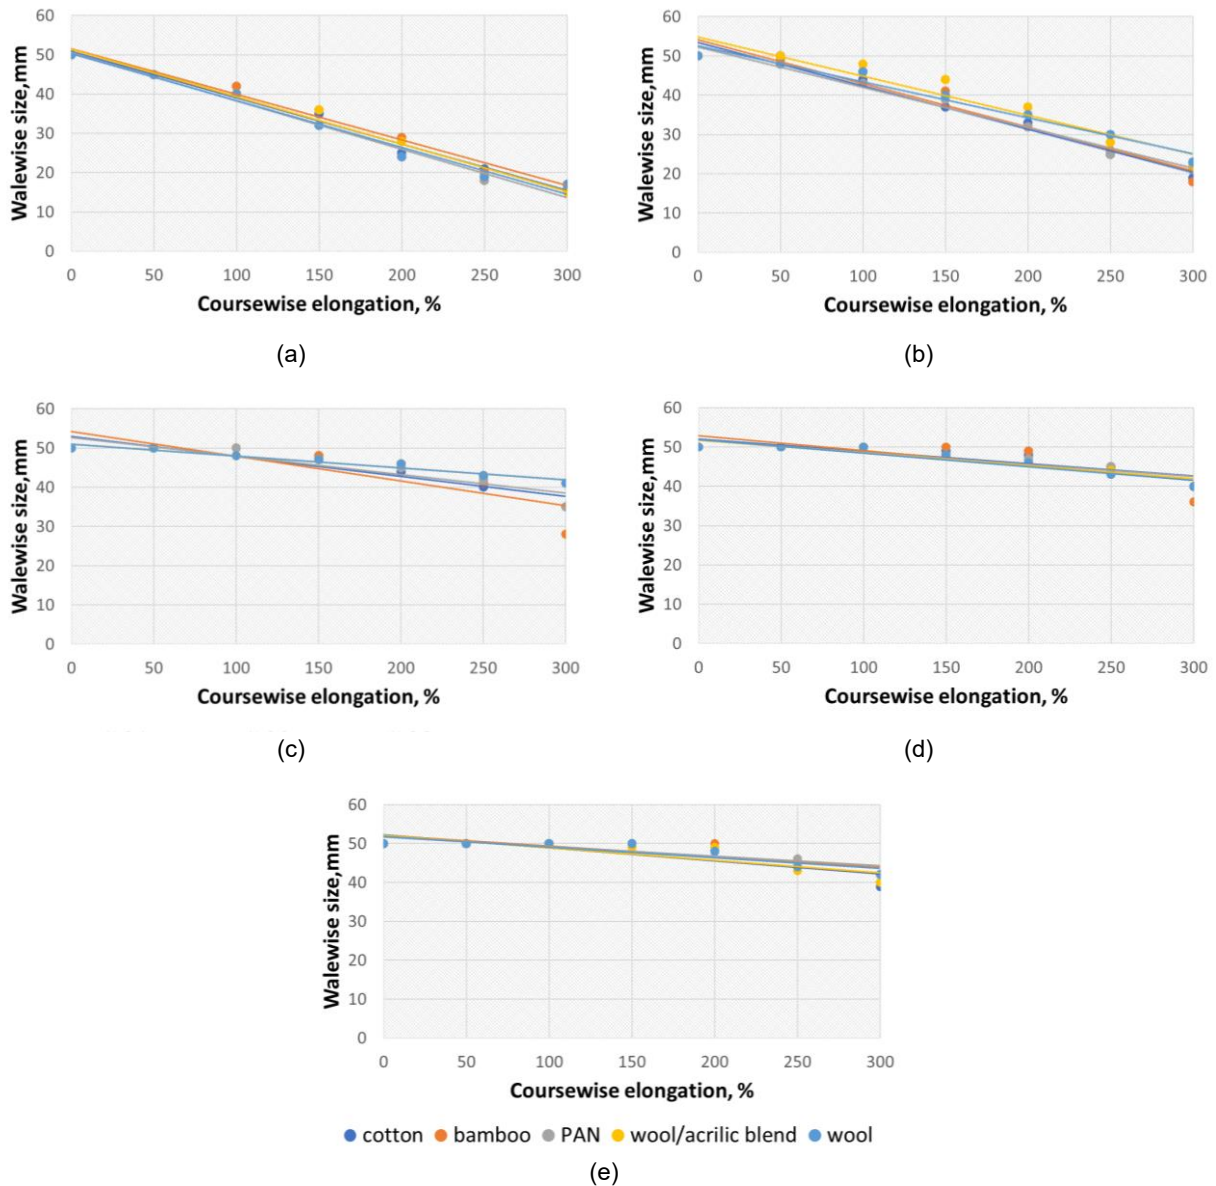 60
50
40
30
20
10
0
Walewise size,mm
0 50 100 150 200 250 300
Coursewise elongation, %
(a)
60
50
40
30
20
10
0
Walewise size,mm
0 50 100 150 200 250 300
Coursewise elongation, %
(b)
60
50
40
30
20
10
0
Walewise size,mm
0 50 100 150 200 250 300
Coursewise elongation, %
(c)
60
50
40
30
20
10
0
Walewise size,mm
0 50 100 150 200 250 300
Coursewise elongation, %
(d)
60
50
40
30
20
10
0
Walewise size,mm
0 50 100 150 200 250 300
Coursewise elongation, %
cotton bamboo PAN wool/acrilic blend wool
(e)